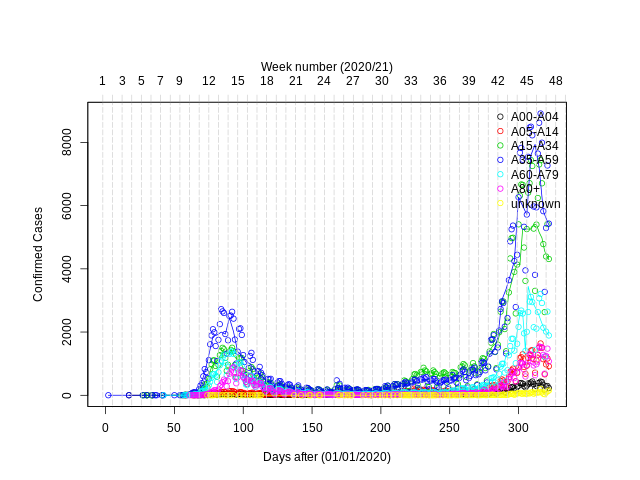 Week number (2020/21)
1 3 5 7 9 12 15 18 21 24 27 30 33 36 39 42 45 48
A00-A04
A05-A14
A15-A34
A35-A59
A60-A79
A80+
unknown
8000
6000
4000
2000
0
Confirmed Cases
0 50 100 150 200 250 300
Days after (01/01/2020)